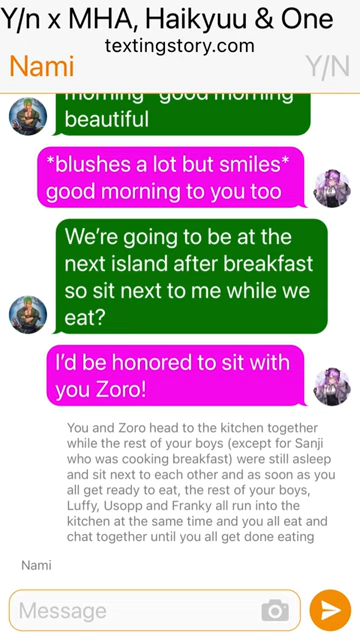 Y/n x MHA, Haikyuu & One
textingstory.com
Nami
Y/N
morning* good morning
beautiful
*blushes a lot but smiles*
good morning to you too
We're going to be at the
next island after breakfast
so sit next to me while we
eat?
I'd be honored to sit with
you Zoro!
You and Zoro head to the kitchen together
while the rest of your boys (except for Sanji
who was cooking breakfast) were still asleep
and sit next to each other and as soon as you
all get ready to eat, the rest of your boys,
Luffy, Usopp and Franky all run into the
kitchen at the same time and you all eat and
chat together until you all get done eating
Nami
Message